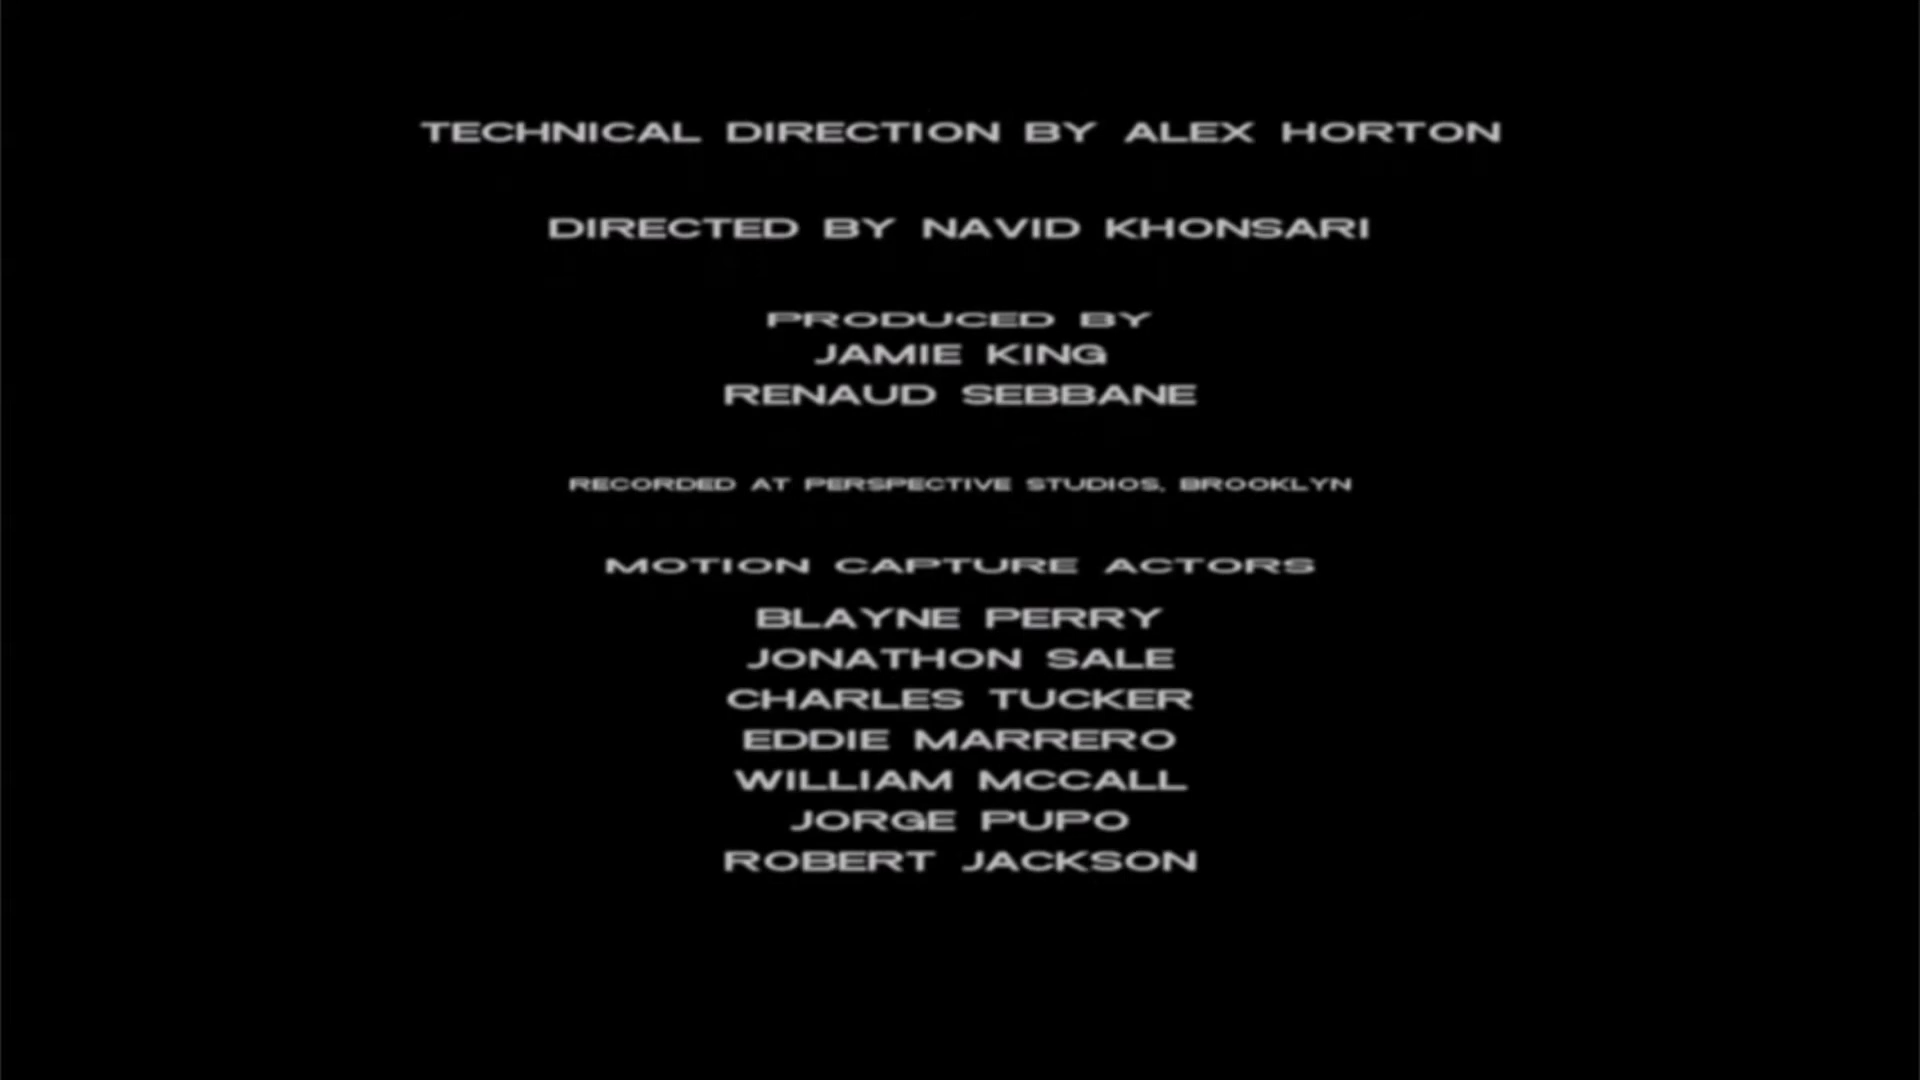 TECHNICAL DIRECTION BY ALEX HORTON
DIRECTED BY NAVID KHONSARI
PRODUCED BY
JAMIE KING
RENAUD SEBBANE
RECORDED AT PERSPECTIVE STUDIOS, BROOKLYN
MOTION CAPTURE ACTORS
BLAYNE PERRY
JONATHON SALE
CHARLES TUCKER
EDDIE MARRERO
WILLIAM MCCALL
JORGE PUPO
ROBERT JACKSON